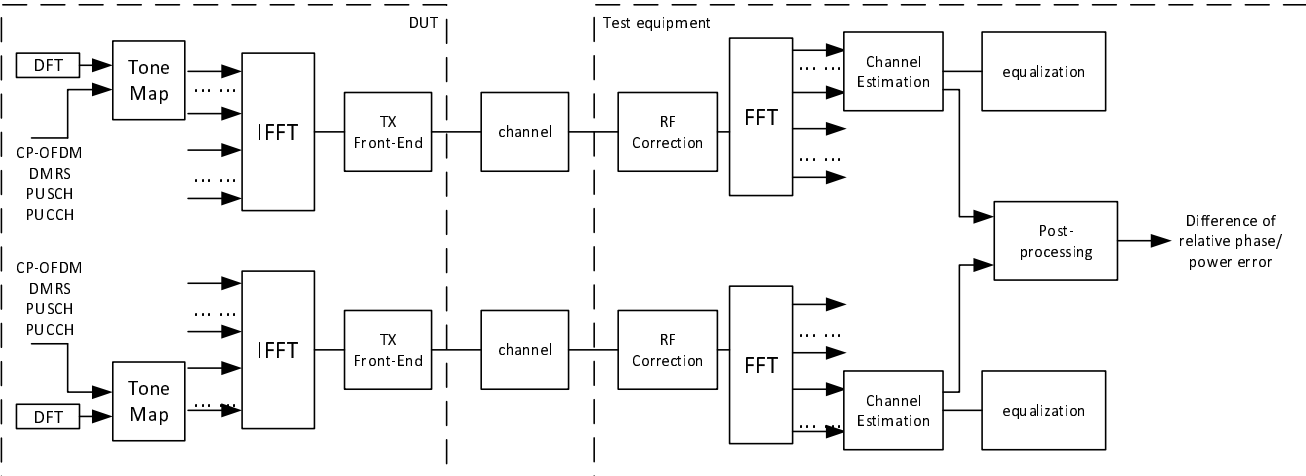 DUT
Test equipment
DFT
Tone
Map
... ...
... ...
IFFT
TX
Front-End
channel
RF
Correction
FFT
... ...
... ...
Channel
Estimation
equalization
CP-OFDM
DMRS
PUSCH
PUCCH
Post-
processing
Difference of
relative phase/
power error
CP-OFDM
DMRS
PUSCH
PUCCH
DFT
Tone
Map
... ...
... ...
IFFT
TX
Front-End
channel
RF
Correction
FFT
... ...
... ...
Channel
Estimation
equalization